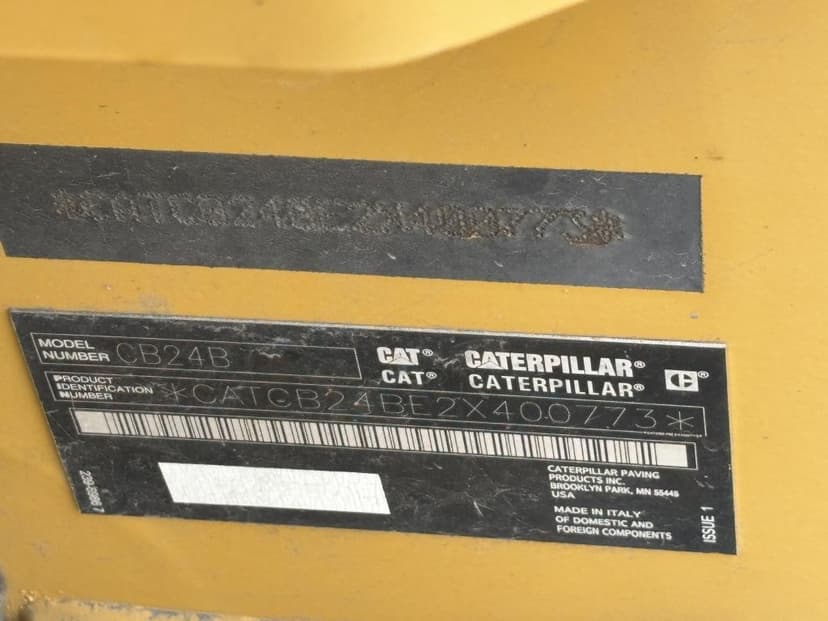 *CATCB24BE2X400773*
MODEL NUMBER CB24B
CAT® CATERPILLAR®
CAT® CATERPILLAR®
PRODUCT IDENTIFICATION NUMBER *CATCB24BE2X400773*
CATERPILLAR PAVING
PRODUCTS INC.
BROOKLYN PARK, MN 55445
USA
MADE IN ITALY
OF DOMESTIC AND
FOREIGN COMPONENTS
ISSUE 1